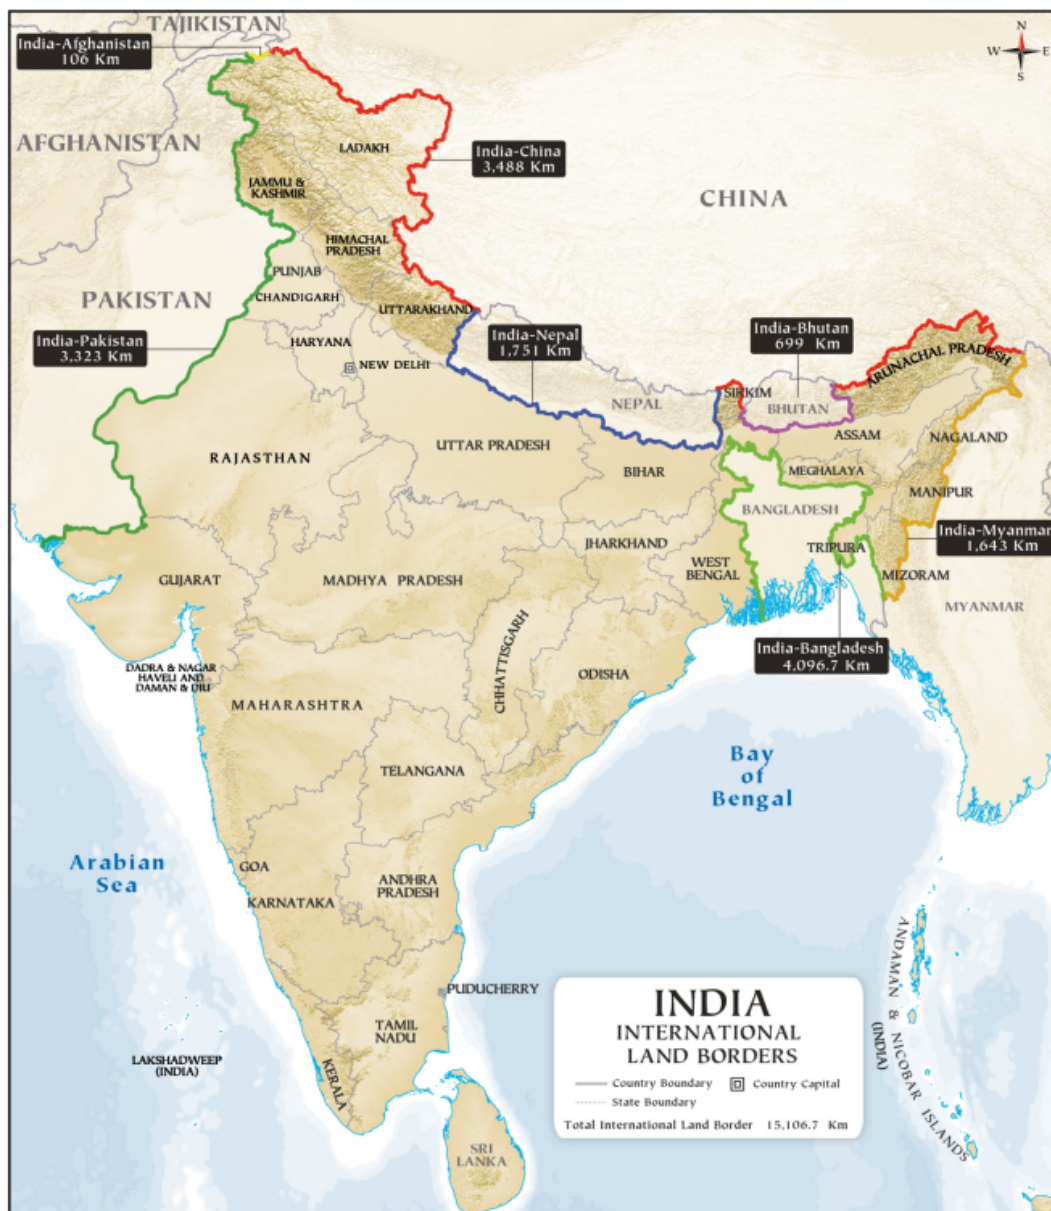 TAJIKISTAN
India-Afghanistan
106 Km
N
W E
S
AFGHANISTAN
LADAKH
India-China
3,488 Km
JAMMU &
KASHMIR
CHINA
HIMACHAL
PRADESH
PUNJAB
PAKISTAN
CHANDIGARH
UTTARAKHAND
India-Pakistan
3,323 Km
HARYANA
NEW DELHI
India-Nepal
1,751 Km
India-Bhutan
699 Km
ARUNACHAL PRADESH
SIRKIM
NEPAL
BHUTAN
RAJASTHAN
UTTAR PRADESH
ASSAM
NAGALAND
BIHAR
MEGHALAYA
MANIPUR
BANGLADESH
India-Myanmar
1,643 Km
JHARKHAND
TRIPURA
GUJARAT
MADHYA PRADESH
WEST
BENGAL
MIZORAM
MYANMAR
CHHATTISGARH
India-Bangladesh
4,096.7 Km
DADRA & NAGAR
HAVELI AND
DAMAN & DIU
ODISHA
MAHARASHTRA
TELANGANA
Bay
of
Bengal
Arabian
Sea
GOA
KARNATAKA
ANDHRA
PRADESH
ANDAMAN & NICOBAR ISLANDS
(INDIA)
PUDUCHERRY
TAMIL
NADU
LAKSHADWEEP
(INDIA)
KERALA
SRI
LANKA
INDIA
INTERNATIONAL
LAND BORDERS
Country Boundary Country Capital
State Boundary
Total International Land Border 15,106.7 Km